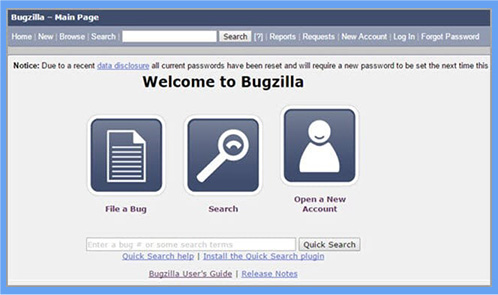 Bugzilla – Main Page
Home | New | Browse | Search | Search [?] | Reports | Requests | New Account | Log In | Forgot Password
Notice: Due to a recent data disclosure all current passwords have been reset and will require a new password to be set the next time this
Welcome to Bugzilla
File a Bug
Search
Open a New
Account
Enter a bug # or some search terms Quick Search
Quick Search help | Install the Quick Search plugin
Bugzilla User's Guide | Release Notes